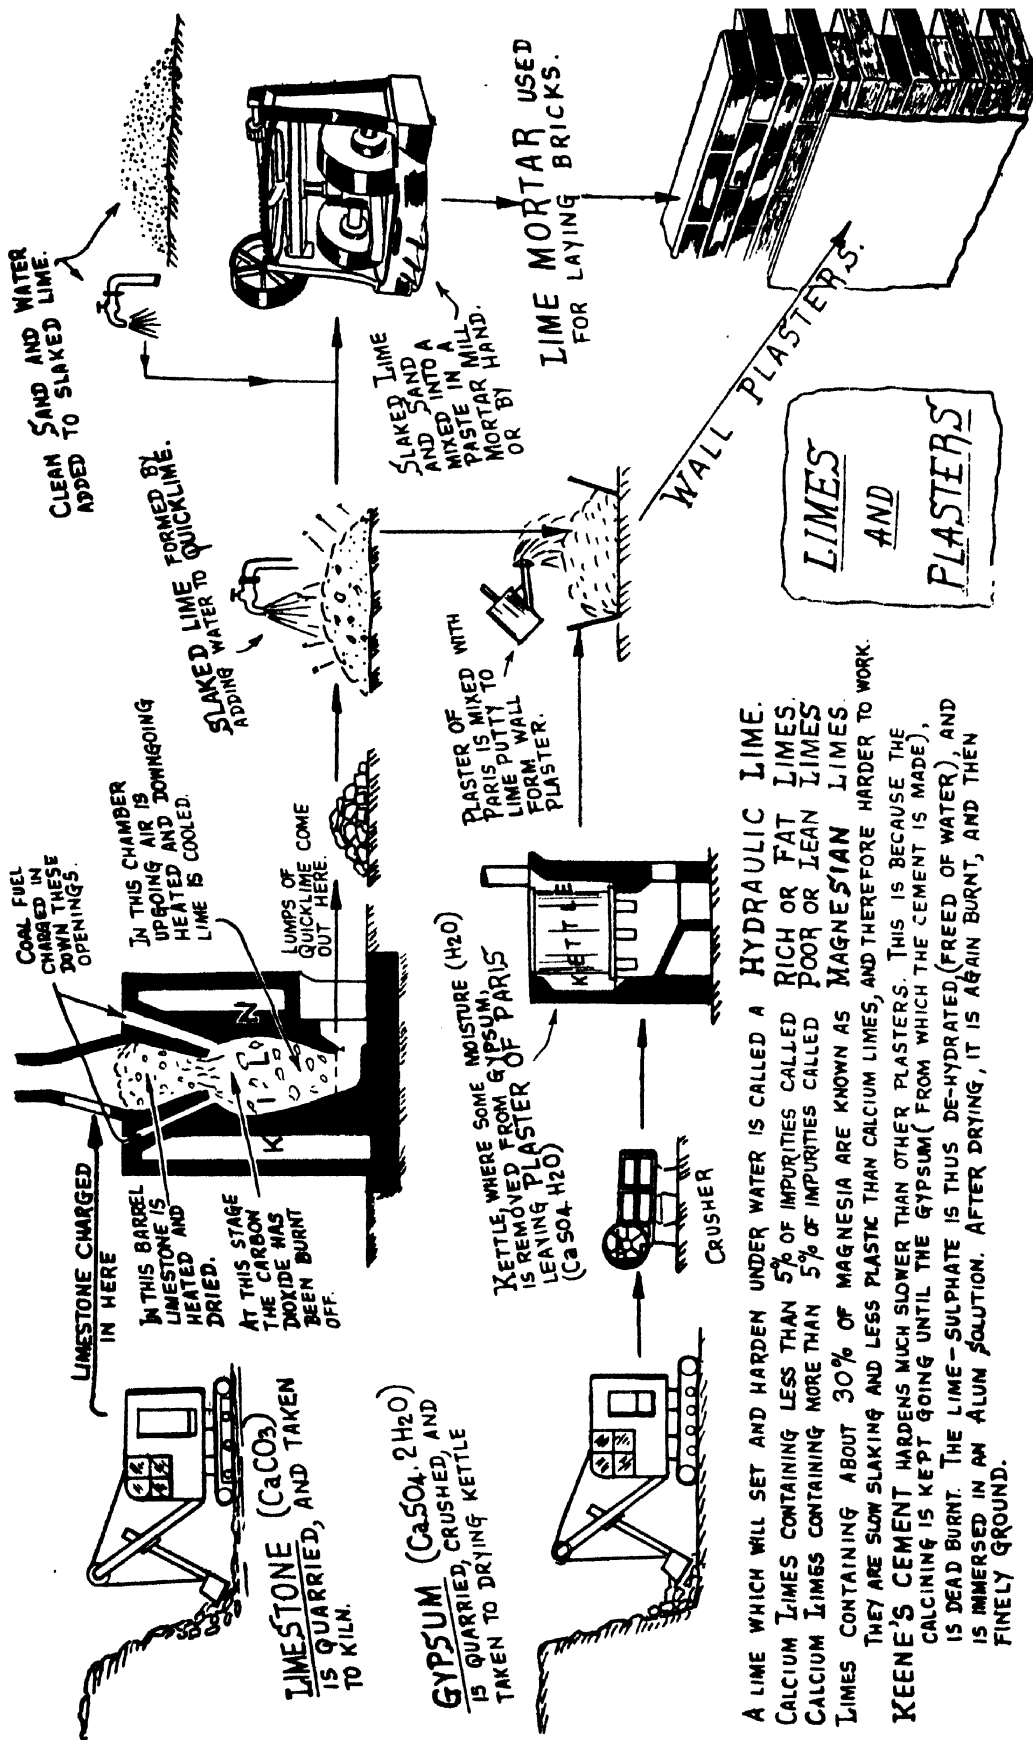 CLEAN SAND AND WATER
ADDED TO SLAKED LIME.
SLAKED LIME FORMED BY
ADDING WATER TO QUICKLIME.
COAL FUEL
CHARGED IN
DOWN THESE
OPENINGS.
IN THIS CHAMBER
UPGOING AIR IS
HEATED AND DOWNGOING
LIME IS COOLED.
LIMESTONE CHARGED
IN HERE
IN THIS BARREL
LIMESTONE IS
HEATED AND
DRIED.
AT THIS STAGE
THE CARBON
DIOXIDE HAS
BEEN BURNT
OFF.
KILN
LUMPS OF
QUICKLIME COME
OUT HERE.
SLAKED LIME
AND SAND
MIXED INTO A
PASTE IN A
MORTAR MILL
OR BY HAND.
LIMESTONE (CaCO3)
IS QUARRIED, AND TAKEN
TO KILN.
LIME MORTAR USED
FOR LAYING BRICKS.
GYPSUM (CaSO4. 2H2O)
IS QUARRIED, CRUSHED, AND
TAKEN TO DRYING KETTLE
CRUSHER
KETTLE, WHERE SOME MOISTURE (H2O)
IS REMOVED FROM GYPSUM,
LEAVING PLASTER OF PARIS
(CaSO4. H2O)
KETTLE
PLASTER OF
PARIS IS MIXED WITH
LIME PUTTY TO
FORM WALL
PLASTER.
WALL PLASTERS.
LIMES
AND
PLASTERS
A LIME WHICH WILL SET AND HARDEN UNDER WATER IS CALLED A HYDRAULIC LIME.
CALCIUM LIMES CONTAINING LESS THAN 5% OF IMPURITIES CALLED RICH OR FAT LIMES.
CALCIUM LIMES CONTAINING MORE THAN 5% OF IMPURITIES CALLED POOR OR LEAN LIMES
LIMES CONTAINING ABOUT 30% OF MAGNESIA ARE KNOWN AS MAGNESIAN LIMES
THEY ARE SLOW SLAKING AND LESS PLASTIC THAN CALCIUM LIMES, AND THEREFORE HARDER TO WORK.
KEENE'S CEMENT HARDENS MUCH SLOWER THAN OTHER PLASTERS. THIS IS BECAUSE THE
CALCINING IS KEPT GOING UNTIL THE GYPSUM (FROM WHICH THE CEMENT IS MADE),
IS DEAD BURNT. THE LIME-SULPHATE IS THUS DE-HYDRATED (FREED OF WATER), AND
IS IMMERSED IN AN ALUM SOLUTION. AFTER DRYING, IT IS AGAIN BURNT, AND THEN
FINELY GROUND.